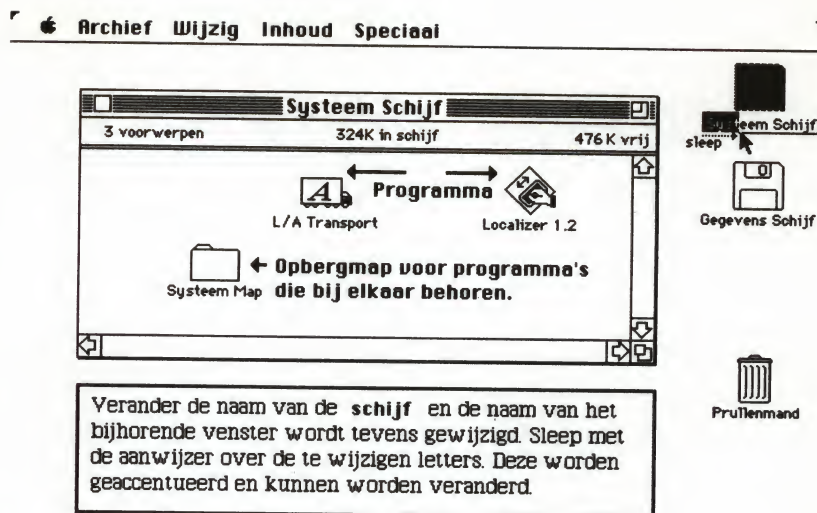 Archief Wijzig Inhoud Speciaal
Systeem Schijf
3 voorwerpen 324K in schijf 476K vrij
Systeem Schijf
sleep
Programma
L/A Transport
Localizer 1.2
Gegevens Schijf
Opbergmap voor programma's
Systeem Map die bij elkaar behoren.
Prullenmand
Verander de naam van de schijf en de naam van het
bijhorende venster wordt tevens gewijzigd. Sleep met
de aanwijzer over de te wijzigen letters. Deze worden
geaccentueerd en kunnen worden veranderd.